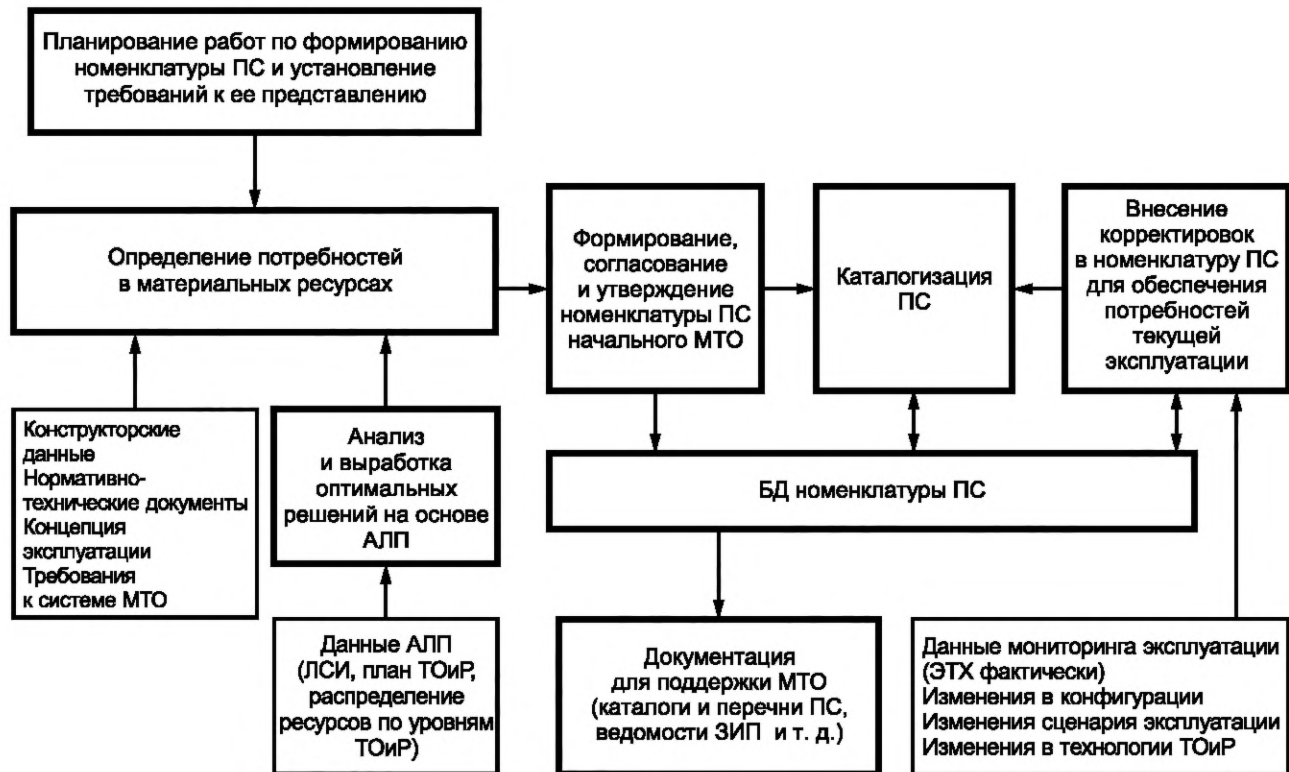 Планирование работ по формированию
номенклатуры ПС и установление
требований к ее представлению
Определение потребностей
в материальных ресурсах
Формирование,
согласование
и утверждение
номенклатуры ПС
начального МТО
Каталогизация
ПС
Внесение
корректировок
в номенклатуру ПС
для обеспечения
потребностей
текущей
эксплуатации
Конструкторские
данные
Нормативно-
технические документы
Концепция
эксплуатации
Требования
к системе МТО
Анализ
и выработка
оптимальных
решений на основе
АЛП
БД номенклатуры ПС
Данные АЛП
(ЛСИ, план ТОиР,
распределение
ресурсов по уровням
ТОиР)
Документация
для поддержки МТО
(каталоги и перечни ПС,
ведомости ЗИП и т. д.)
Данные мониторинга эксплуатации
(ЭТХ фактически)
Изменения в конфигурации
Изменения сценария эксплуатации
Изменения в технологии ТОиР